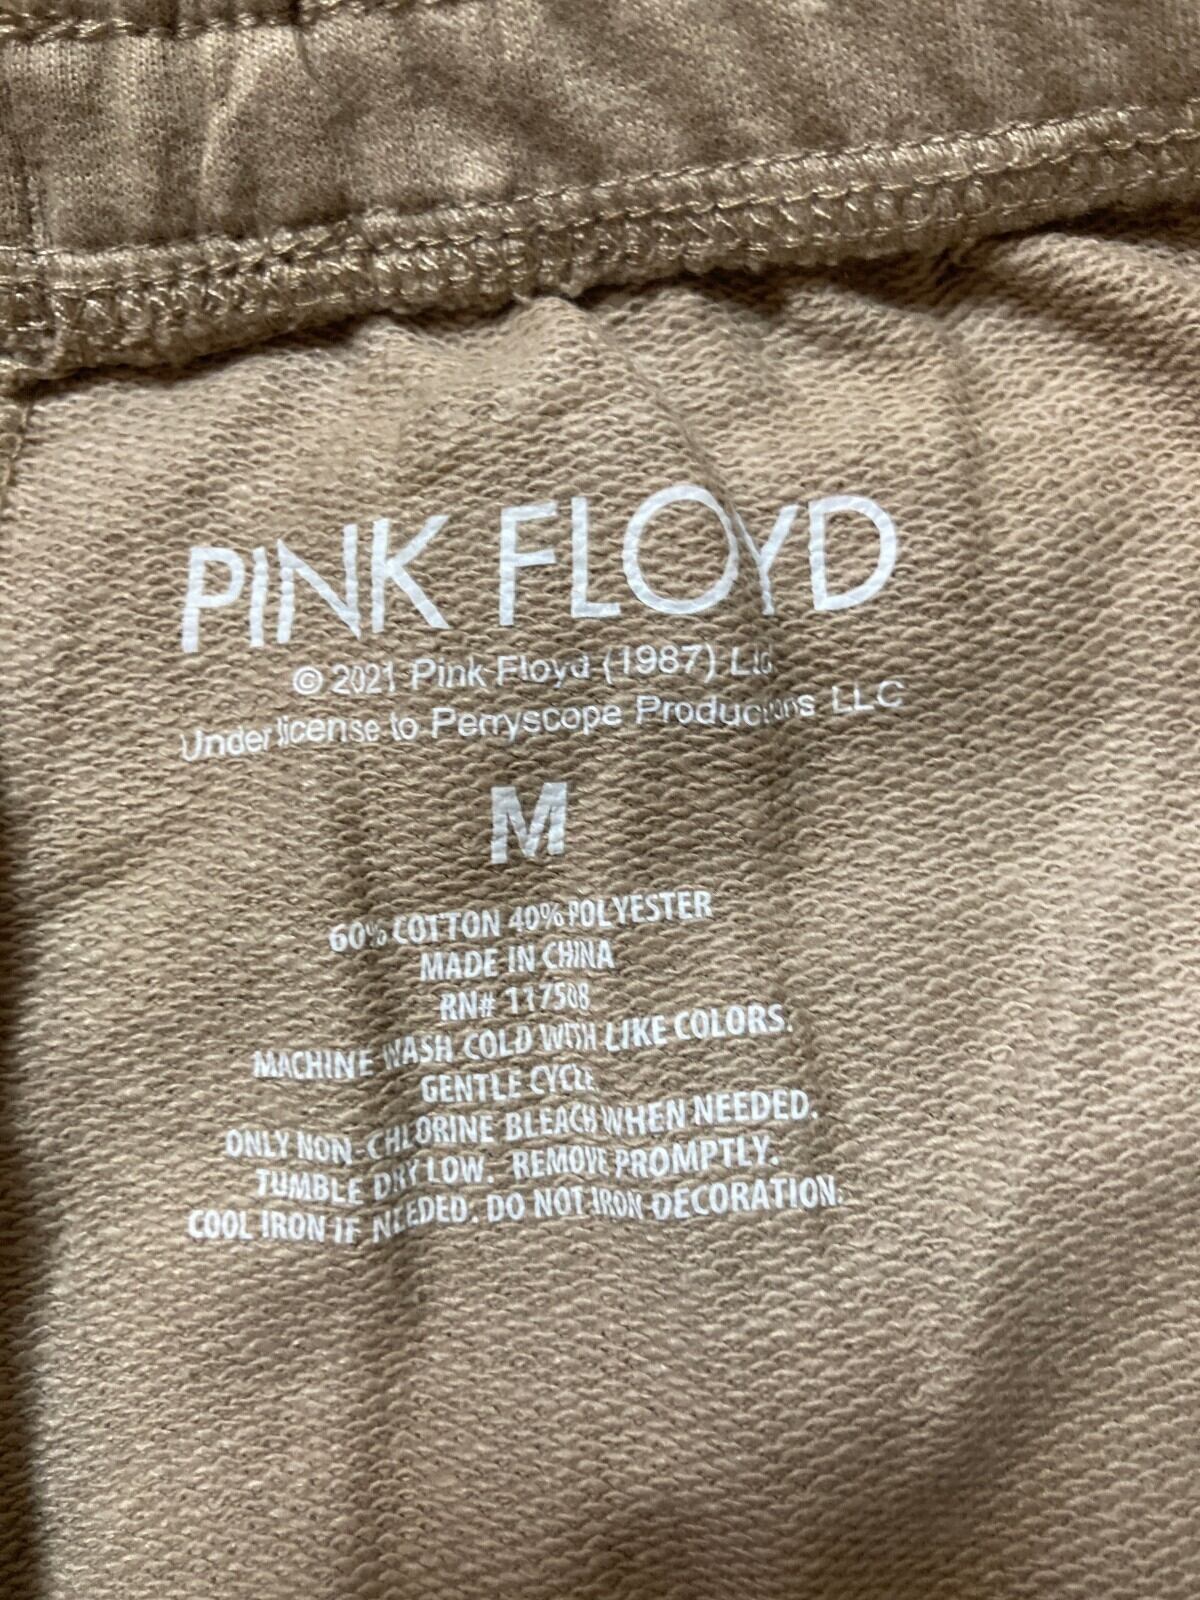 PINK FLOYD
© 2021 Pink Floyd (1987) Ltd
Under license to Perryscope Productions LLC
M
60% COTTON 40% POLYESTER
MADE IN CHINA
RN# 117508
MACHINE WASH COLD WITH LIKE COLORS.
GENTLE CYCLE
ONLY NON-CHLORINE BLEACH WHEN NEEDED.
TUMBLE DRY LOW. REMOVE PROMPTLY.
COOL IRON IF NEEDED. DO NOT IRON DECORATION.